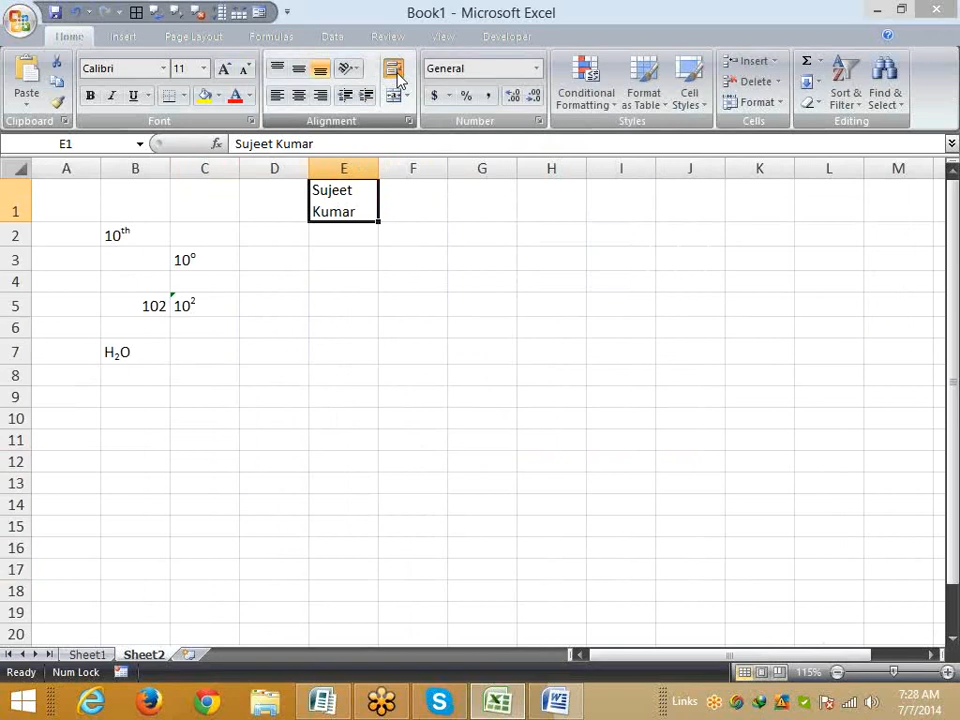 Book1 - Microsoft Excel
Home Insert Page Layout Formulas Data Review View Developer
Paste
Clipboard
Calibri 11
B I U
Font
Alignment
General
$ % ,
Number
Conditional Formatting
Format as Table
Cell Styles
Styles
Insert
Delete
Format
Cells
Sort & Filter
Find & Select
Editing
E1 fx Sujeet Kumar
A B C D E F G H I J K L M
1 Sujeet
Kumar
2 10th
3 10o
4
5 102 10²
6
7 H₂O
8
9
10
11
12
13
14
15
16
17
18
19
20
Sheet1 Sheet2
Ready Num Lock 115%
Links
7:28 AM
7/7/2014